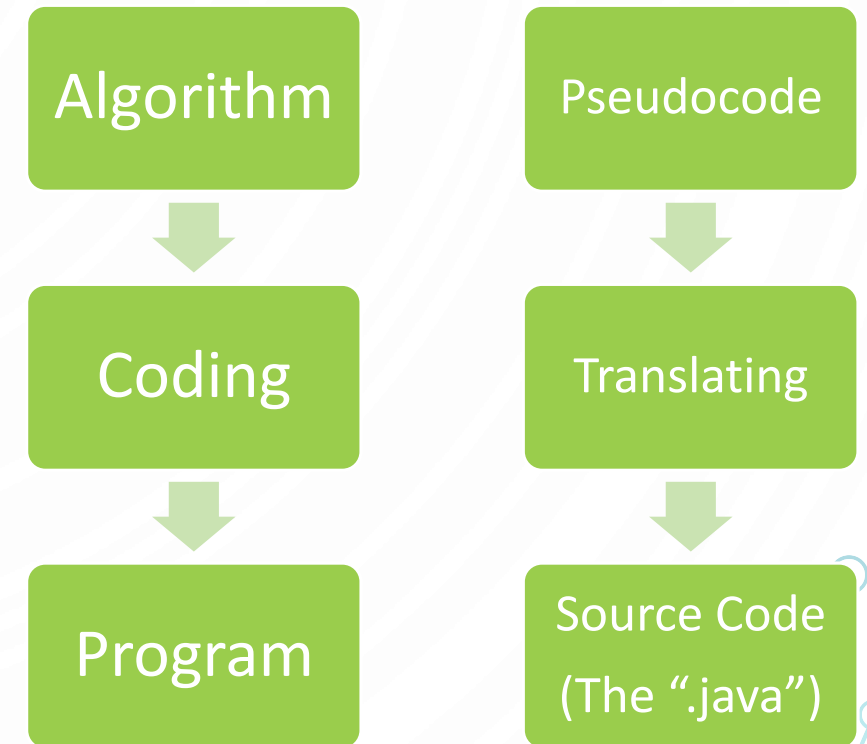 Algorithm
Coding
Program
Pseudocode
Translating
Source Code
(The “.java”)